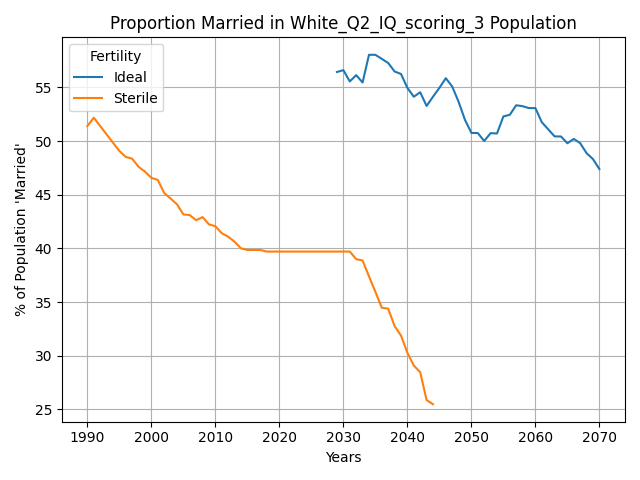 Proportion Married in White_Q2_IQ_scoring_3 Population
% of Population 'Married'
55
50
45
40
35
30
25
Fertility
Ideal
Sterile
1990 2000 2010 2020 2030 2040 2050 2060 2070
Years